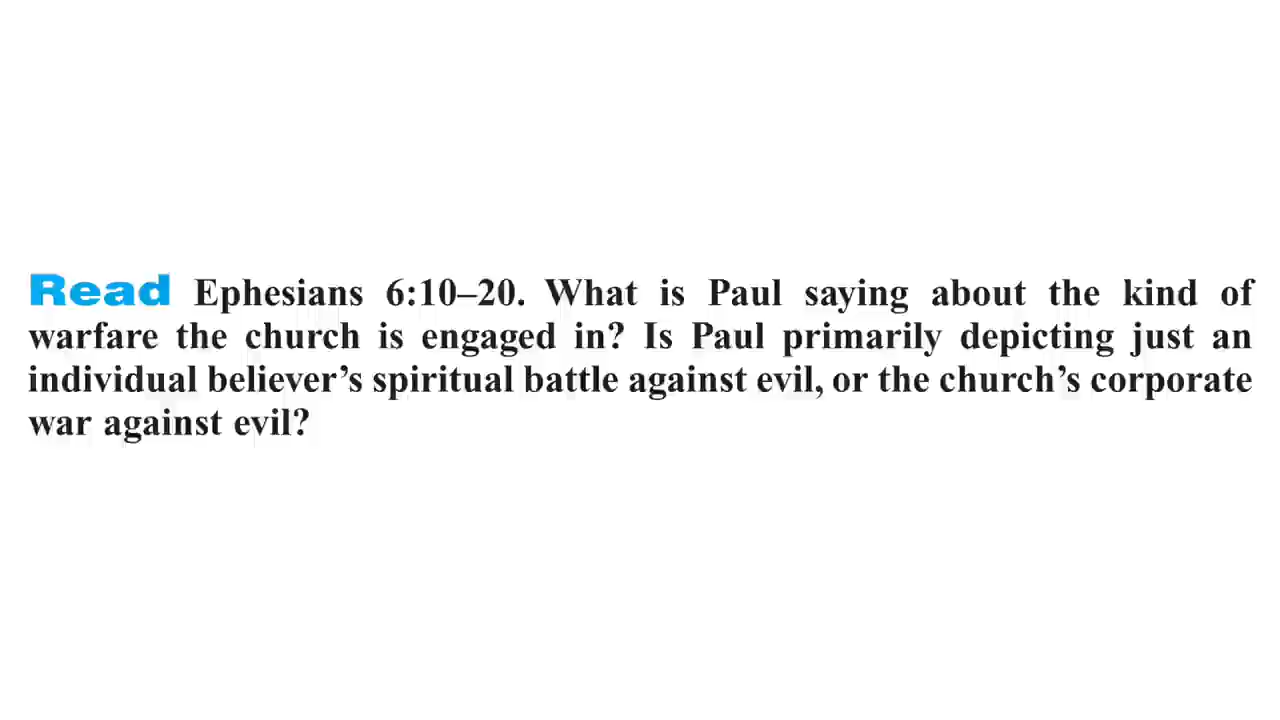 Read Ephesians 6:10–20. What is Paul saying about the kind of
warfare the church is engaged in? Is Paul primarily depicting just an
individual believer’s spiritual battle against evil, or the church’s corporate
war against evil?